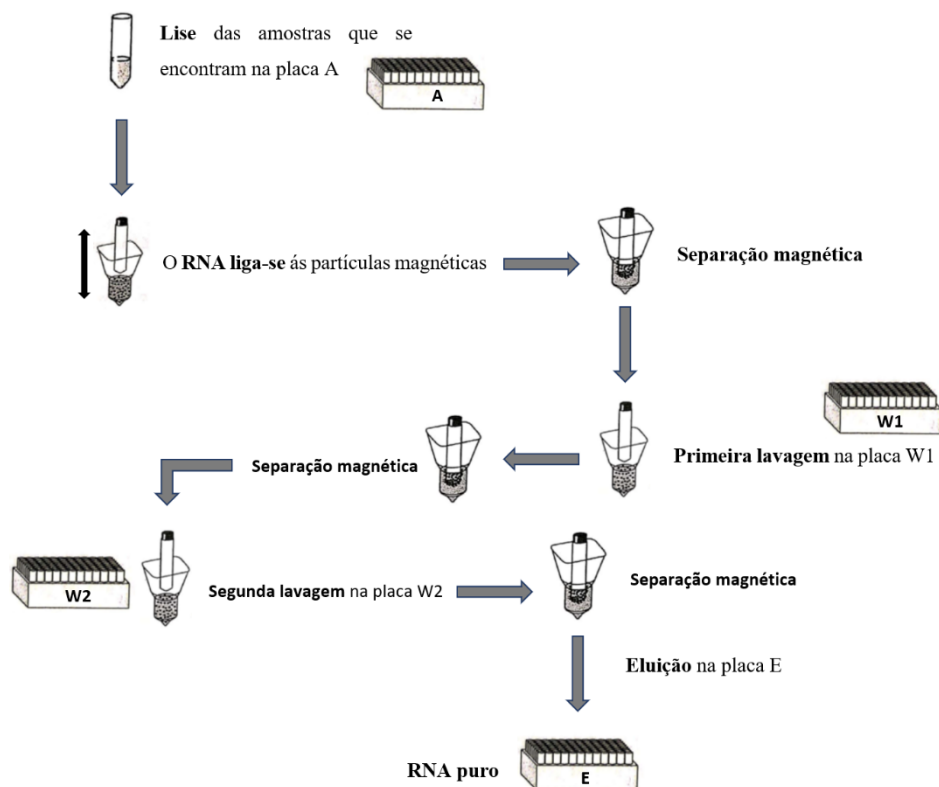 Lise das amostras que se
encontram na placa A
A
O RNA liga-se ás partículas magnéticas
Separação magnética
W1
Primeira lavagem na placa W1
Separação magnética
W2
Segunda lavagem na placa W2
Separação magnética
Eluição na placa E
RNA puro
E